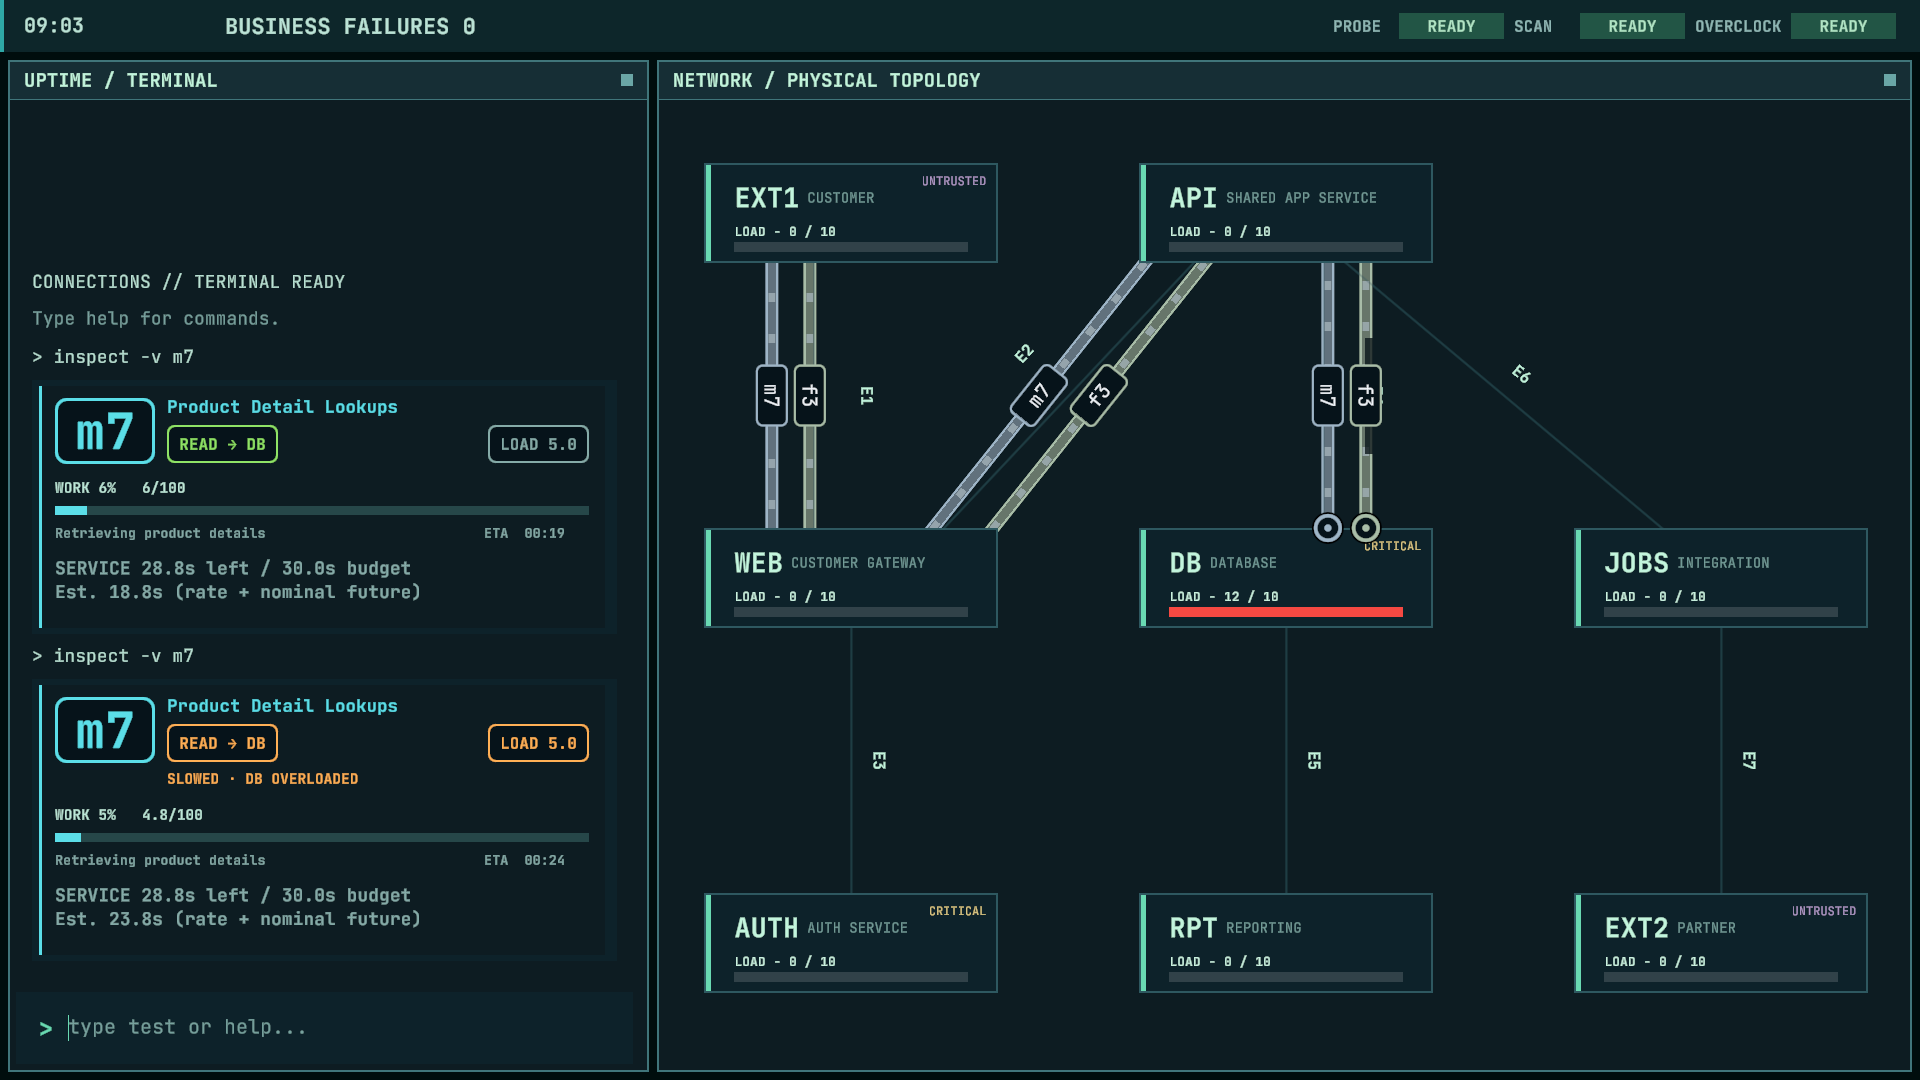 09:03
BUSINESS FAILURES 0
PROBE READY SCAN READY OVERCLOCK READY
UPTIME / TERMINAL
CONNECTIONS // TERMINAL READY
Type help for commands.
> inspect -v m7
m7
Product Detail Lookups
READ → DB
LOAD 5.0
WORK 6% 6/100
Retrieving product details ETA 00:19
SERVICE 28.8s left / 30.0s budget
Est. 18.8s (rate + nominal future)
> inspect -v m7
m7
Product Detail Lookups
READ → DB
LOAD 5.0
SLOWED · DB OVERLOADED
WORK 5% 4.8/100
Retrieving product details ETA 00:24
SERVICE 28.8s left / 30.0s budget
Est. 23.8s (rate + nominal future)
> type test or help...
NETWORK / PHYSICAL TOPOLOGY
UNTRUSTED
EXT1 CUSTOMER
LOAD - 0 / 10
API SHARED APP SERVICE
LOAD - 0 / 10
m7
f3
E1
E2
m7
f3
m7
f3
E6
WEB CUSTOMER GATEWAY
LOAD - 0 / 10
CRITICAL
DB DATABASE
LOAD - 12 / 10
JOBS INTEGRATION
LOAD - 0 / 10
E3
E5
E7
CRITICAL
AUTH AUTH SERVICE
LOAD - 0 / 10
RPT REPORTING
LOAD - 0 / 10
UNTRUSTED
EXT2 PARTNER
LOAD - 0 / 10